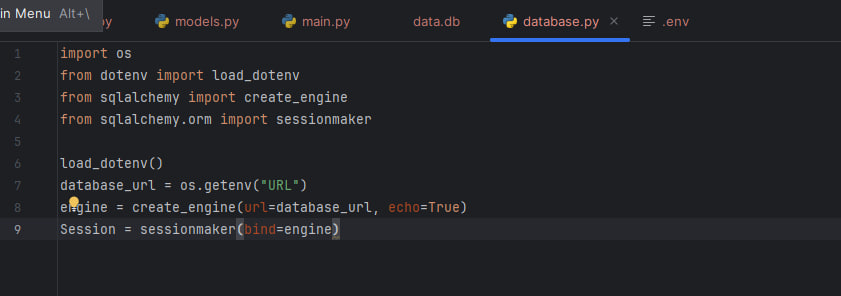 in Menu Alt+\
py
models.py
main.py
data.db
database.py
.env
1 import os
2 from dotenv import load_dotenv
3 from sqlalchemy import create_engine
4 from sqlalchemy.orm import sessionmaker
5
6 load_dotenv()
7 database_url = os.getenv("URL")
8 engine = create_engine(url=database_url, echo=True)
9 Session = sessionmaker(bind=engine)